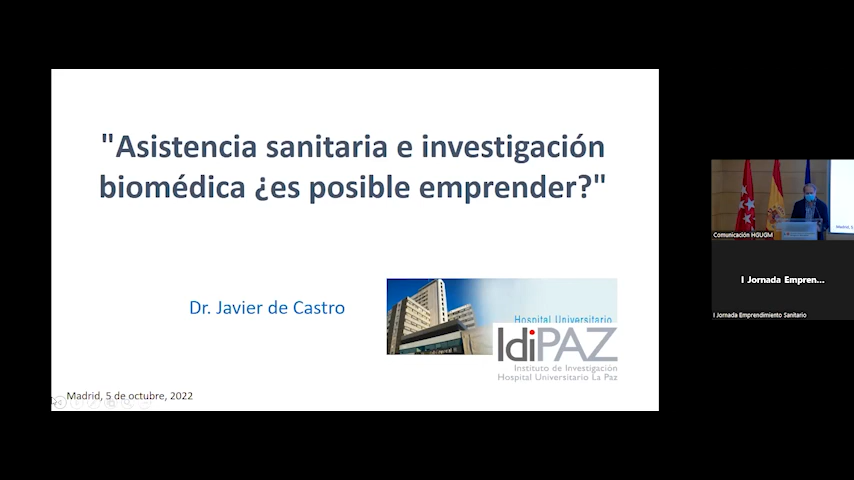 "Asistencia sanitaria e investigación
biomédica ¿es posible emprender?"
Dr. Javier de Castro
Hospital Universitario
IdiPAZ
Instituto de Investigación
Hospital Universitario La Paz
Madrid, 5 de octubre, 2022
Comunicación HGUGM
I Jornada Empren...
I Jornada Emprendimiento Sanitario